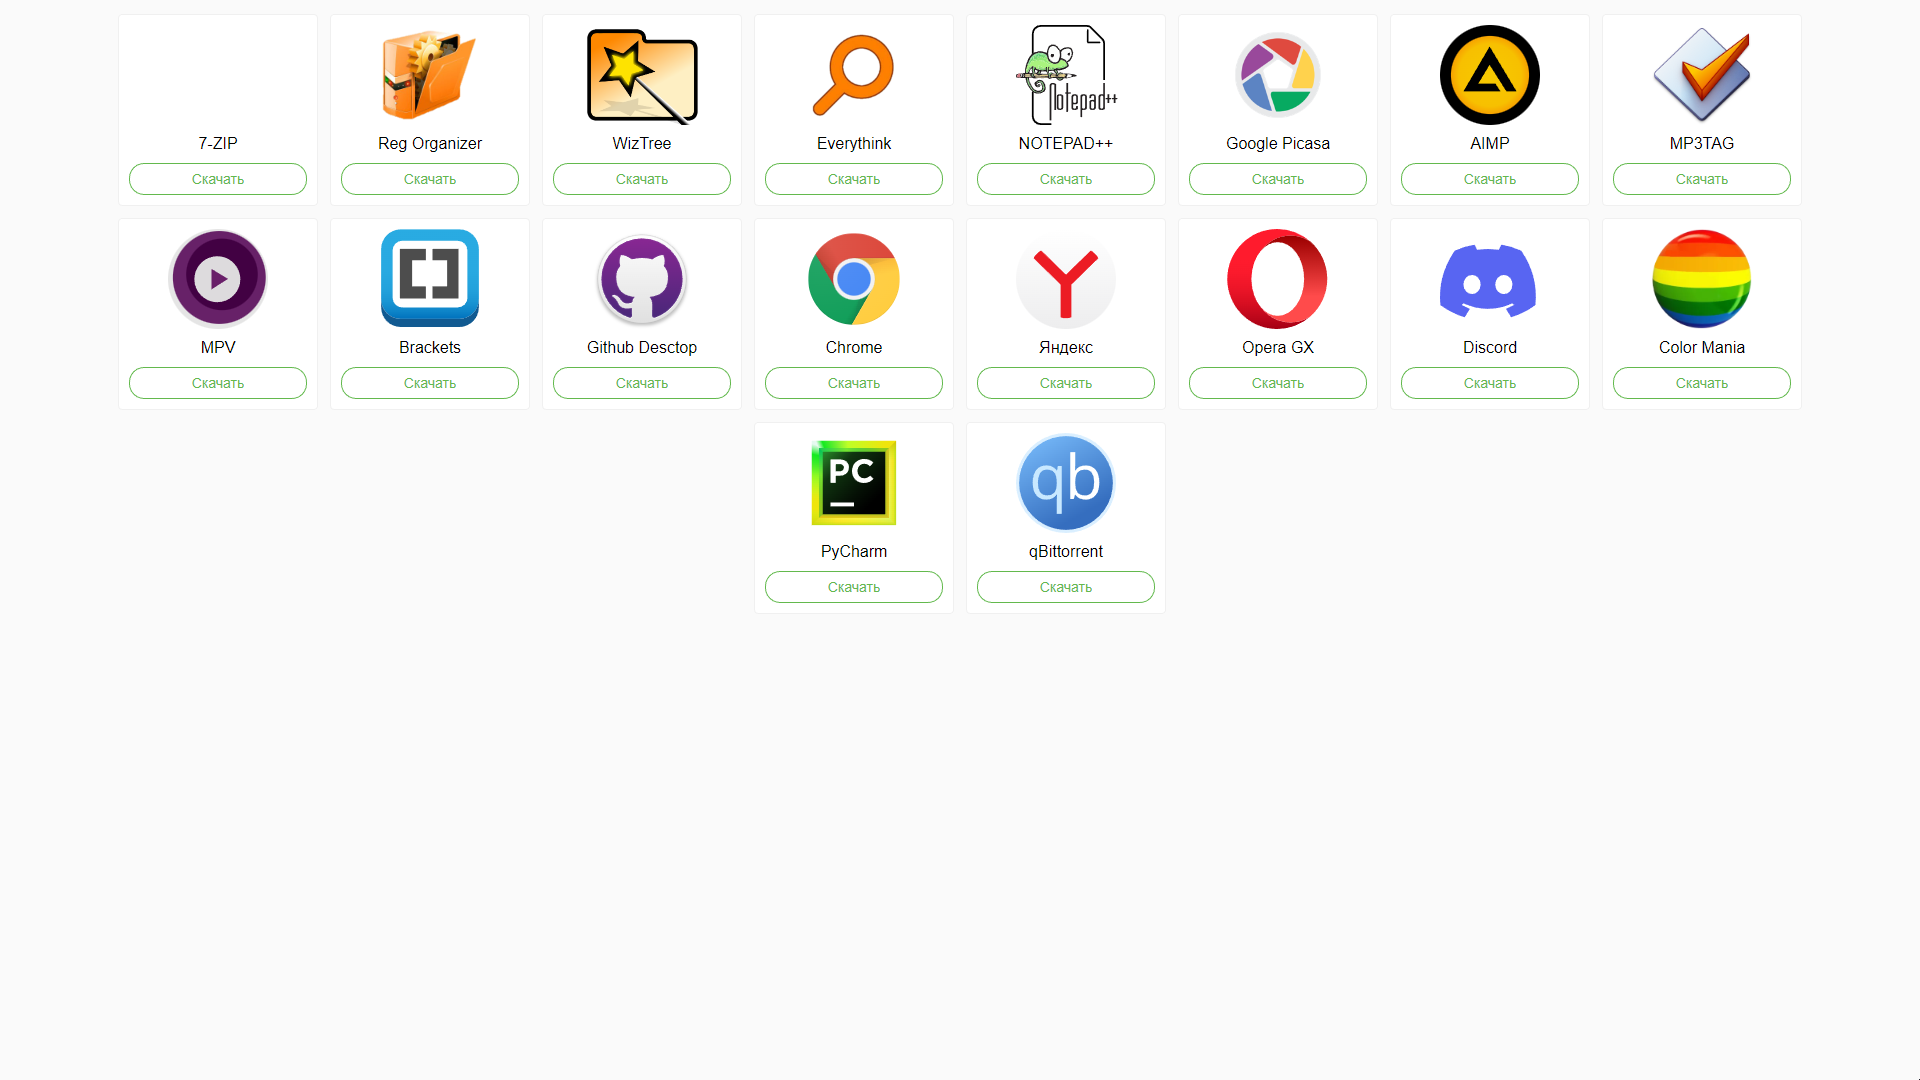 Notepad++
7-ZIP
Reg Organizer
WizTree
Everythink
NOTEPAD++
Google Picasa
AIMP
MP3TAG
Скачать
Скачать
Скачать
Скачать
Скачать
Скачать
Скачать
Скачать
MPV
Brackets
Github Desctop
Chrome
Яндекс
Opera GX
Discord
Color Mania
Скачать
Скачать
Скачать
Скачать
Скачать
Скачать
Скачать
Скачать
PC
qb
PyCharm
qBittorrent
Скачать
Скачать